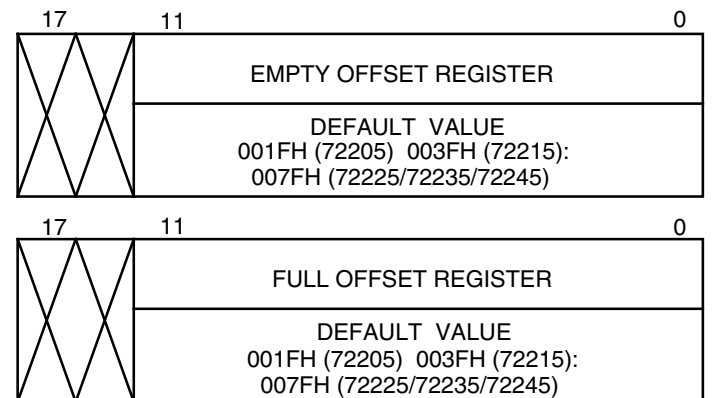 17 11 0
EMPTY OFFSET REGISTER
DEFAULT VALUE
001FH (72205) 003FH (72215):
007FH (72225/72235/72245)
17 11 0
FULL OFFSET REGISTER
DEFAULT VALUE
001FH (72205) 003FH (72215):
007FH (72225/72235/72245)